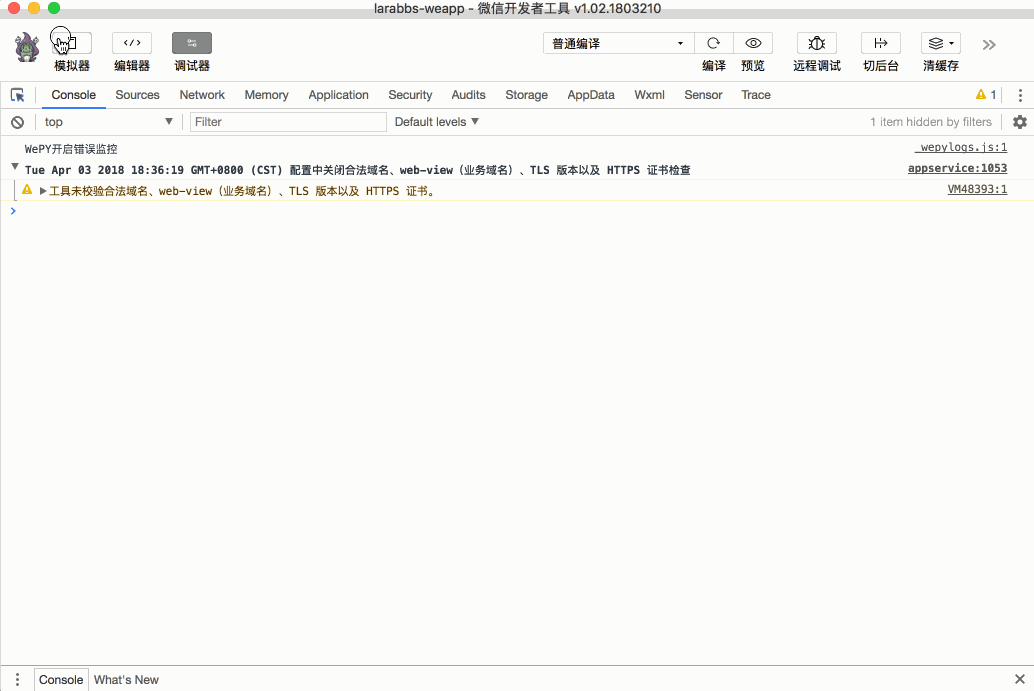 larabbs-weapp - 微信开发者工具 v1.02.1803210
模拟器 编辑器 调试器 普通编译 编译 预览 远程调试 切后台 清缓存
Console Sources Network Memory Application Security Audits Storage AppData Wxml Sensor Trace 1
top Filter Default levels 1 item hidden by filters
WePY开启错误监控 _wepylogs.js:1
Tue Apr 03 2018 18:36:19 GMT+0800 (CST) 配置中关闭合法域名、web-view（业务域名）、TLS 版本以及 HTTPS 证书检查 appservice:1053
工具未校验合法域名、web-view（业务域名）、TLS 版本以及 HTTPS 证书。 VM48393:1
Console What's New